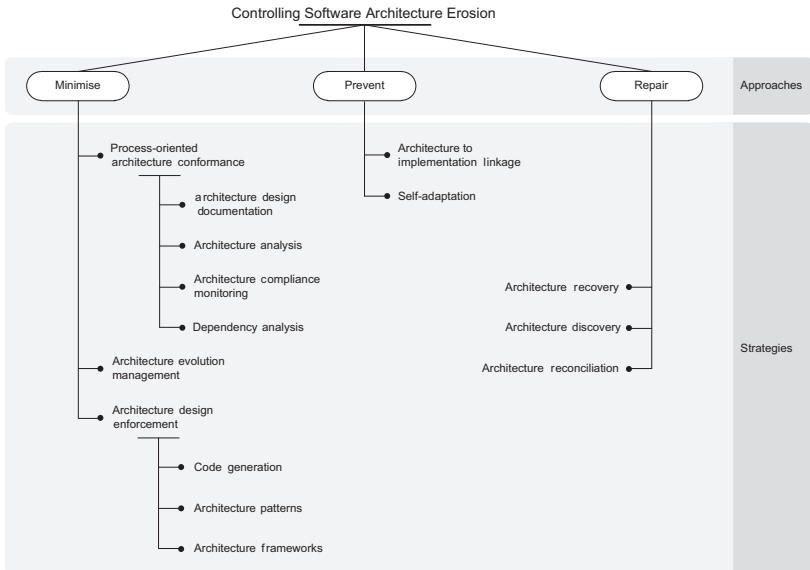 Controlling Software Architecture Erosion
Minimise
Prevent
Repair
Approaches
Process-oriented
architecture conformance
architecture design
documentation
Architecture analysis
Architecture compliance
monitoring
Dependency analysis
Architecture evolution
management
Architecture design
enforcement
Code generation
Architecture patterns
Architecture frameworks
Architecture to
implementation linkage
Self-adaptation
Architecture recovery
Architecture discovery
Architecture reconciliation
Strategies